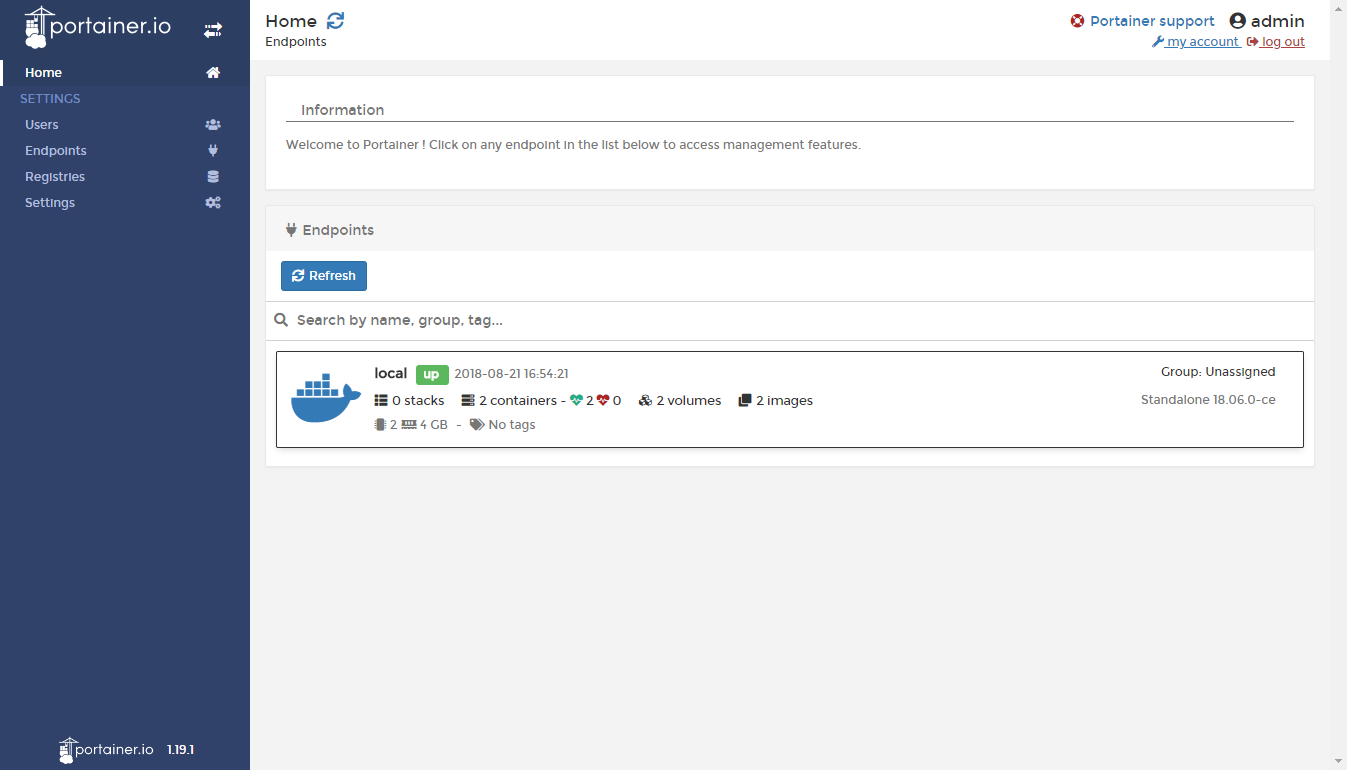 portainer.io
Home
SETTINGS
Users
Endpoints
Registries
Settings
portainer.io 1.19.1
Home
Endpoints
Portainer support admin
my account log out
Information
Welcome to Portainer ! Click on any endpoint in the list below to access management features.
Endpoints
Refresh
Search by name, group, tag...
local up 2018-08-21 16:54:21
Group: Unassigned
0 stacks 2 containers - 2 0 2 volumes 2 images
Standalone 18.06.0-ce
2 4 GB - No tags